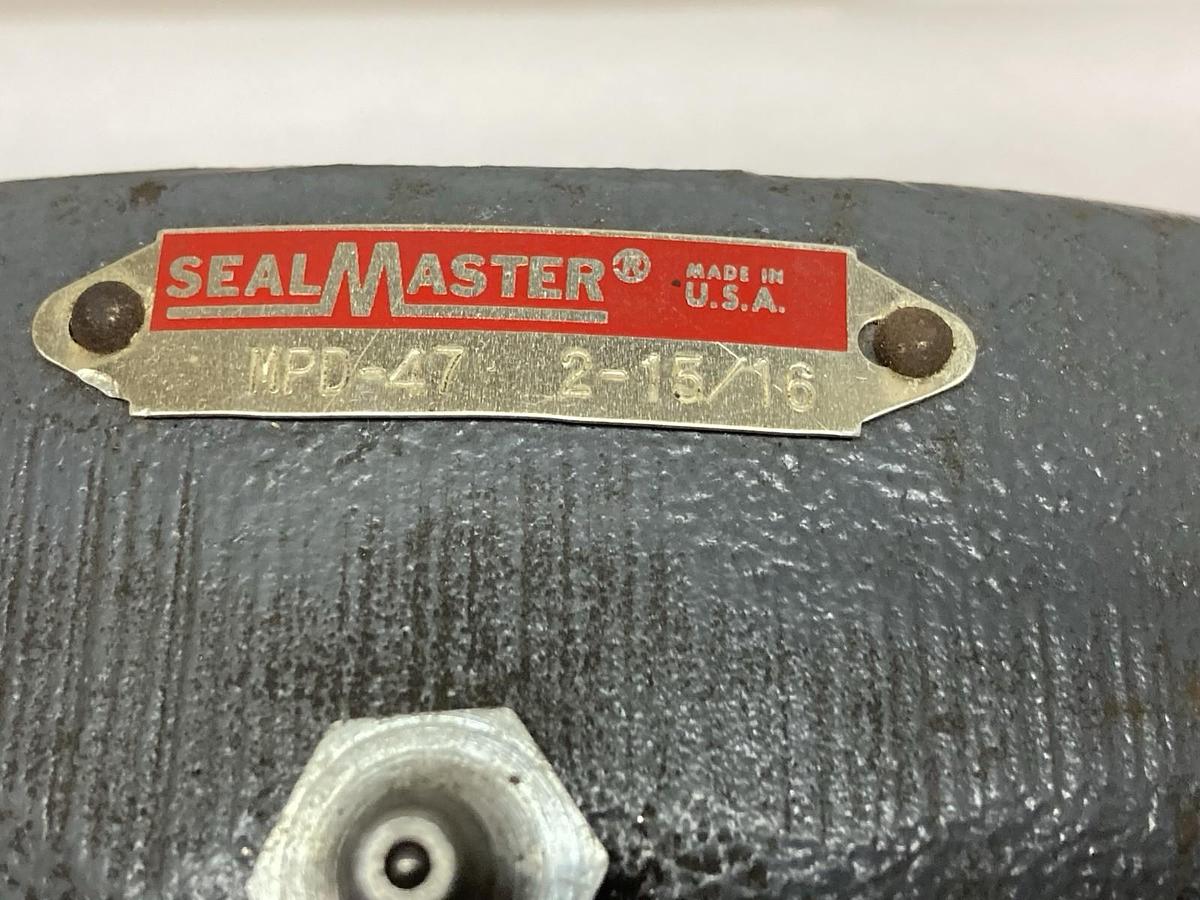 SEALMASTER® MADE IN
U.S.A.
MPD-47 2-15/16